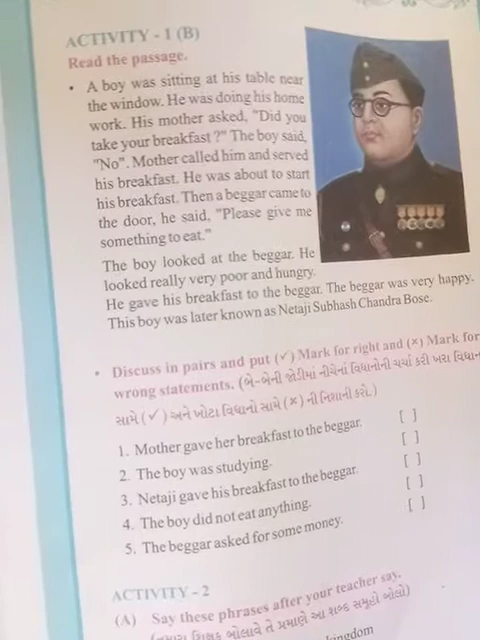 ACTIVITY - 1 (B)
Read the passage.
• A boy was sitting at his table near
the window. He was doing his home
work. His mother asked, "Did you
take your breakfast ?" The boy said,
"No". Mother called him and served
his breakfast. He was about to start
his breakfast. Then a beggar came to
the door, he said, "Please give me
something to eat."
The boy looked at the beggar. He
looked really very poor and hungry.
He gave his breakfast to the beggar. The beggar was very happy.
This boy was later known as Netaji Subhash Chandra Bose.
• Discuss in pairs and put (✓) Mark for right and (×) Mark for
wrong statements. (બે-બેની જોડીમાં નીચેનાં વિધાનોની ચર્ચા કરી ખરા
સામે (✓) અને ખોટા વિધાનો સામે (×) ની નિશાની કરો.)
1. Mother gave her breakfast to the beggar. [ ]
2. The boy was studying. [ ]
3. Netaji gave his breakfast to the beggar. [ ]
4. The boy did not eat anything. [ ]
5. The beggar asked for some money. [ ]
ACTIVITY - 2
(A) Say these phrases after your teacher say.
બોલાવે તે પ્રમાણે આ શબ્દ સમૂહો બોલો)
kingdom